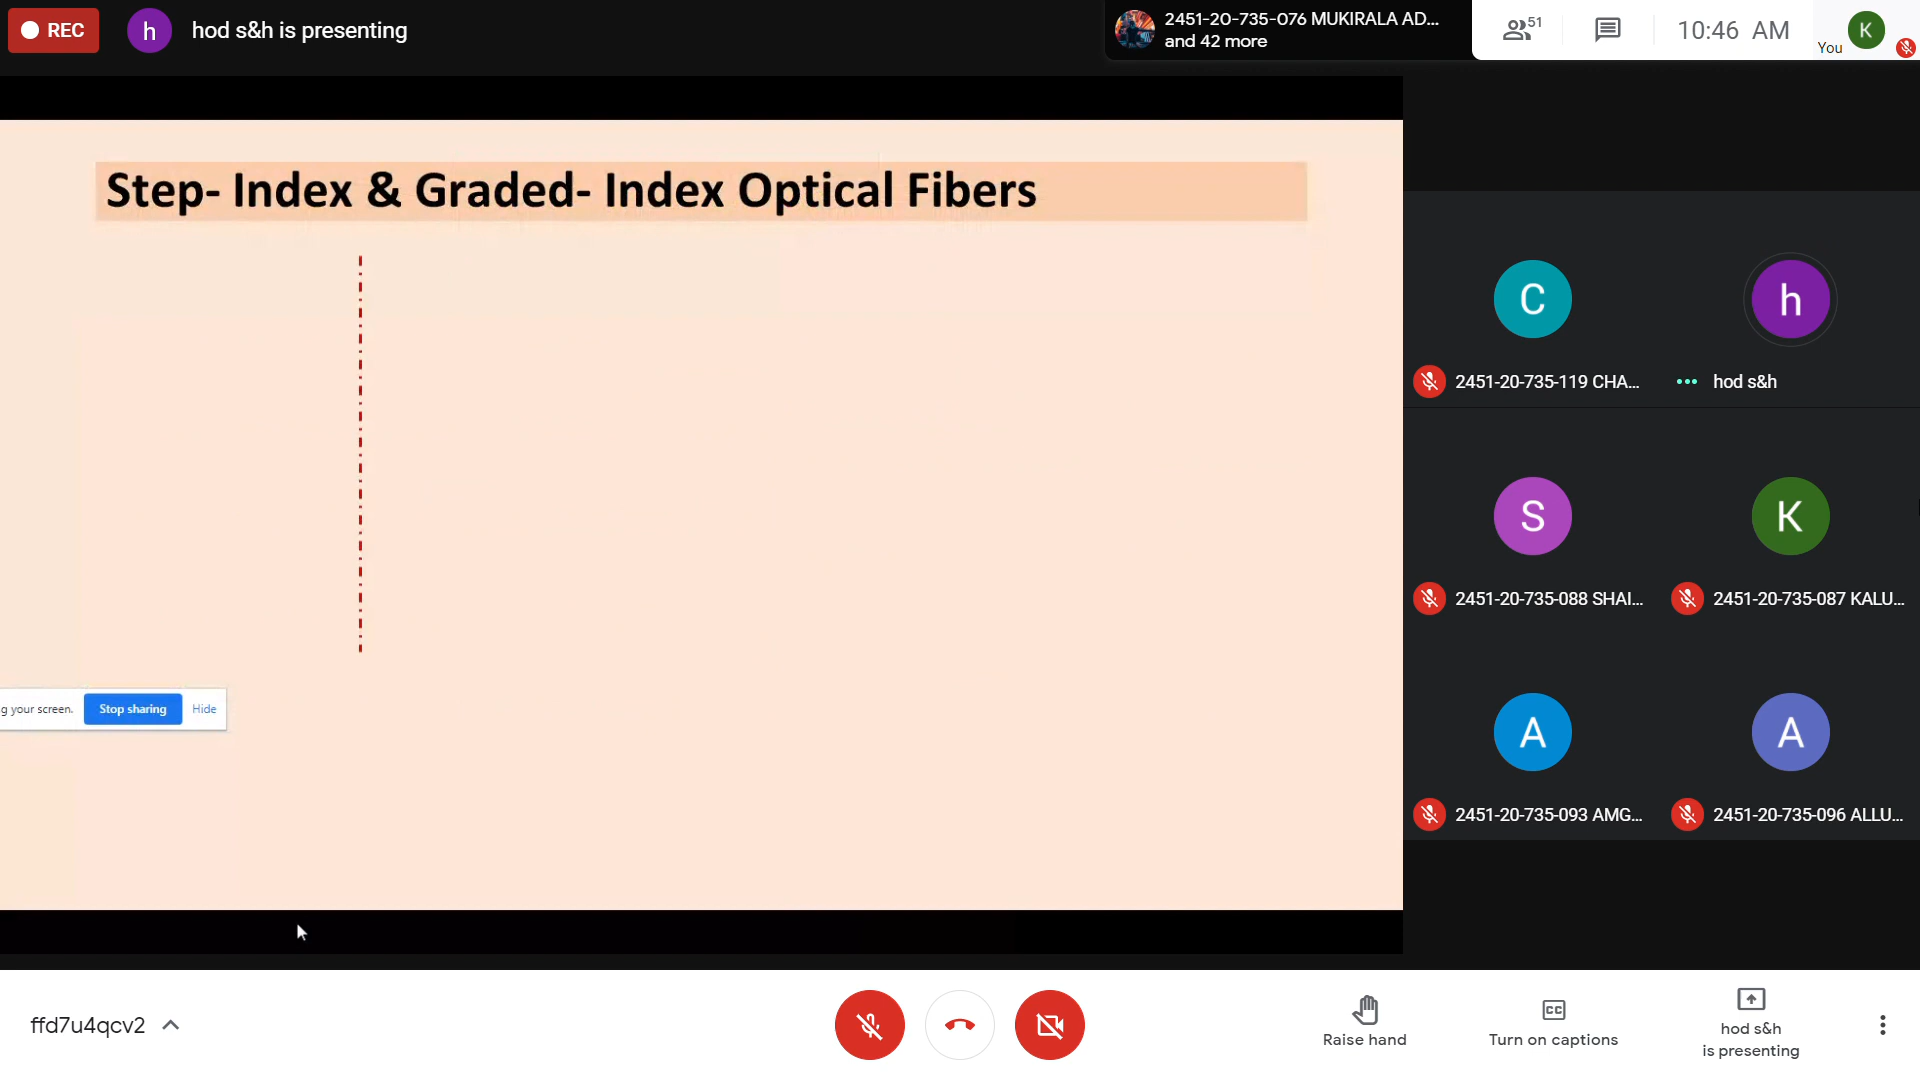 REC
h
hod s&h is presenting
2451-20-735-076 MUKIRALA AD...
and 42 more
51
10:46 AM
You
K
Step- Index & Graded- Index Optical Fibers
g your screen.
Stop sharing
Hide
C
h
2451-20-735-119 CHA...
hod s&h
S
K
2451-20-735-088 SHAI...
2451-20-735-087 KALU...
A
A
2451-20-735-093 AMG...
2451-20-735-096 ALLU...
ffd7u4qcv2
Raise hand
CC
Turn on captions
hod s&h
is presenting